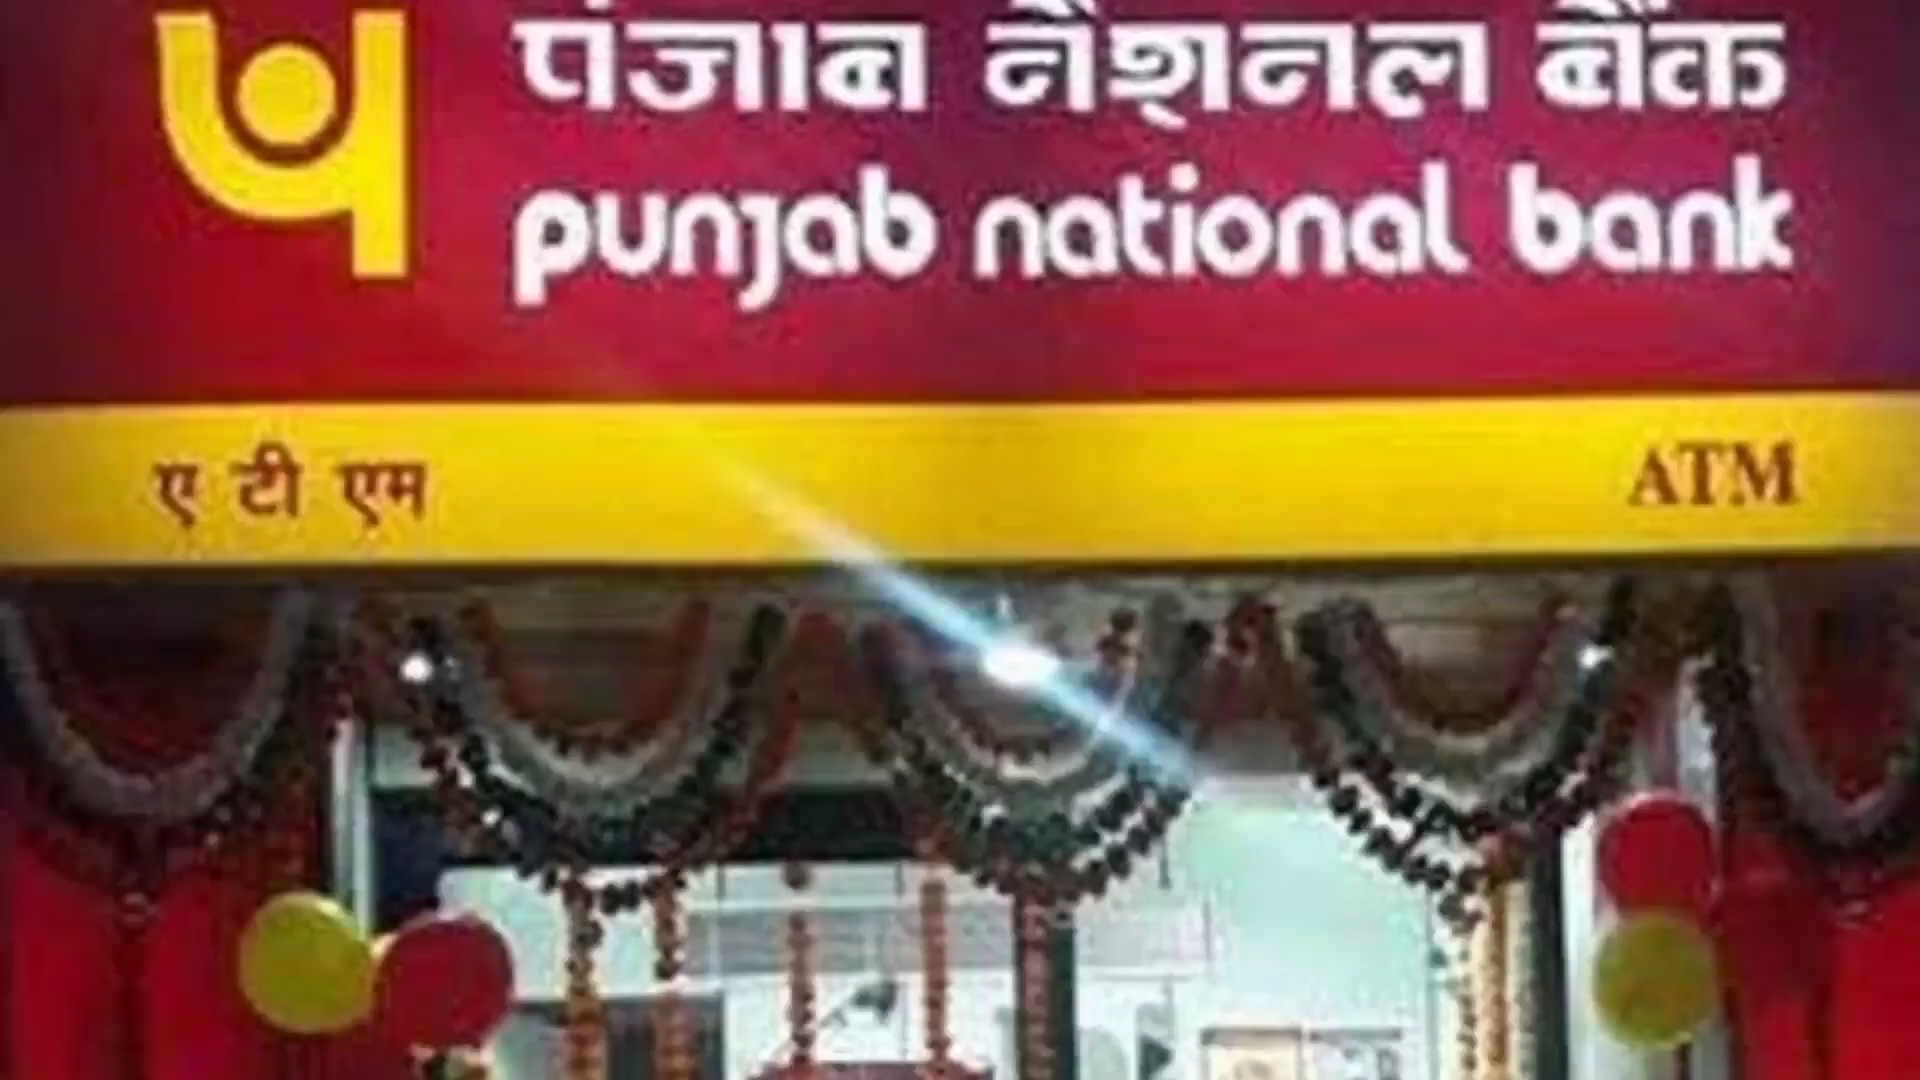 पंजाब नैशनल बैंक
punjab national bank
ए टी एम
ATM